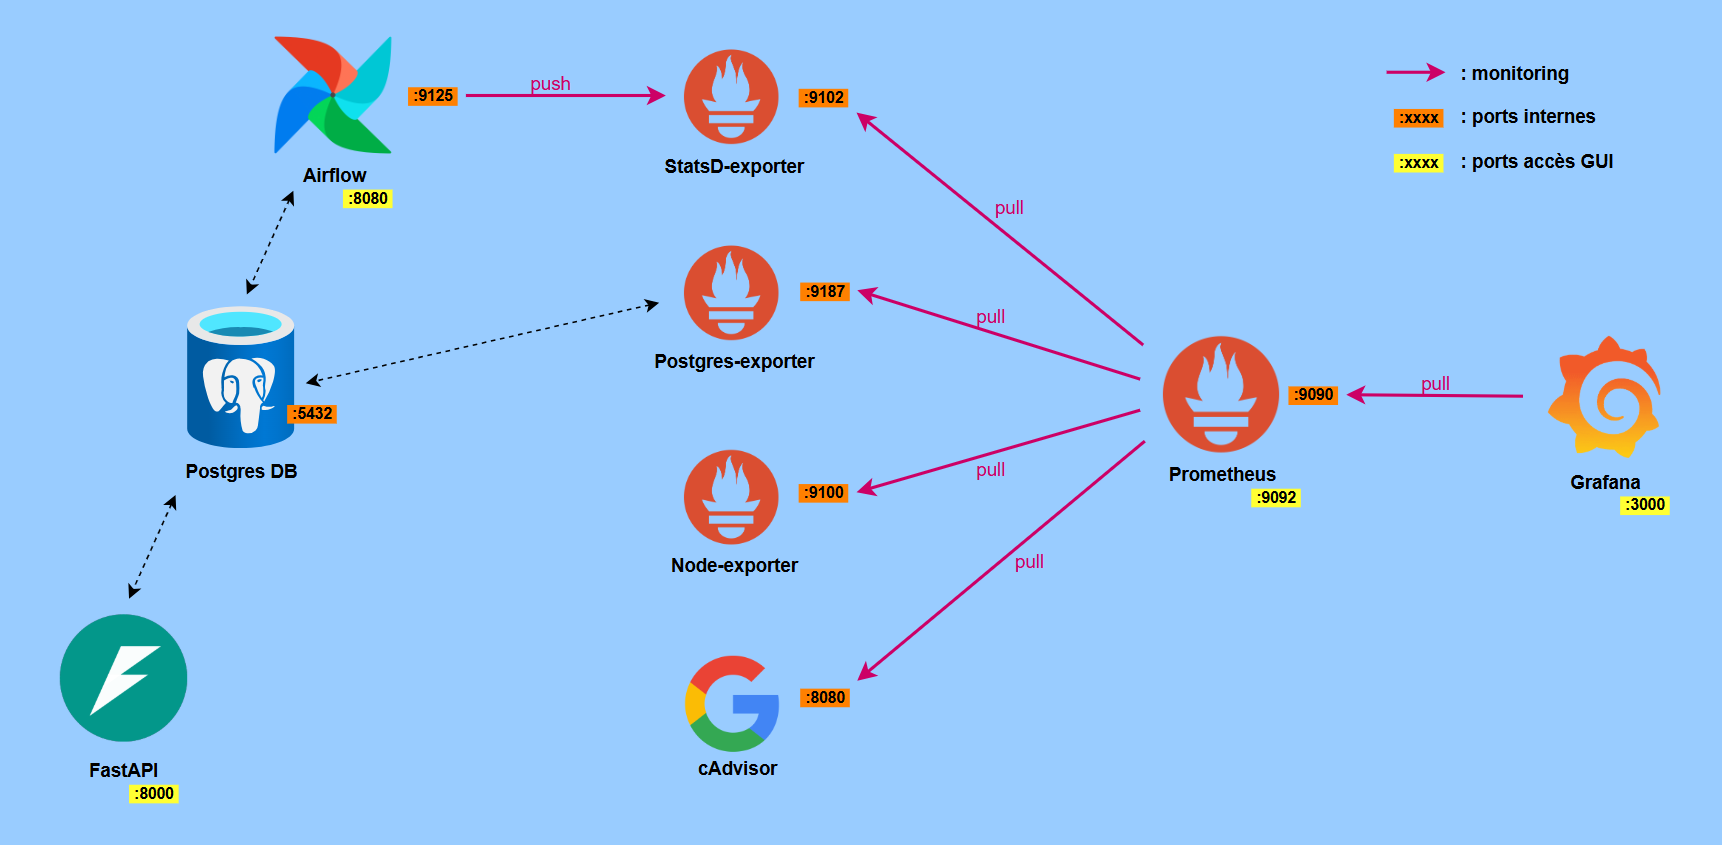 :9125
push
:9102
Airflow
:8080
StatsD-exporter
: monitoring
:xxxx : ports internes
:xxxx : ports accès GUI
pull
:9187
pull
Postgres-exporter
:5432
Postgres DB
:9090
pull
Prometheus
:9092
Grafana
:3000
:9100
pull
Node-exporter
pull
:8080
cAdvisor
FastAPI
:8000